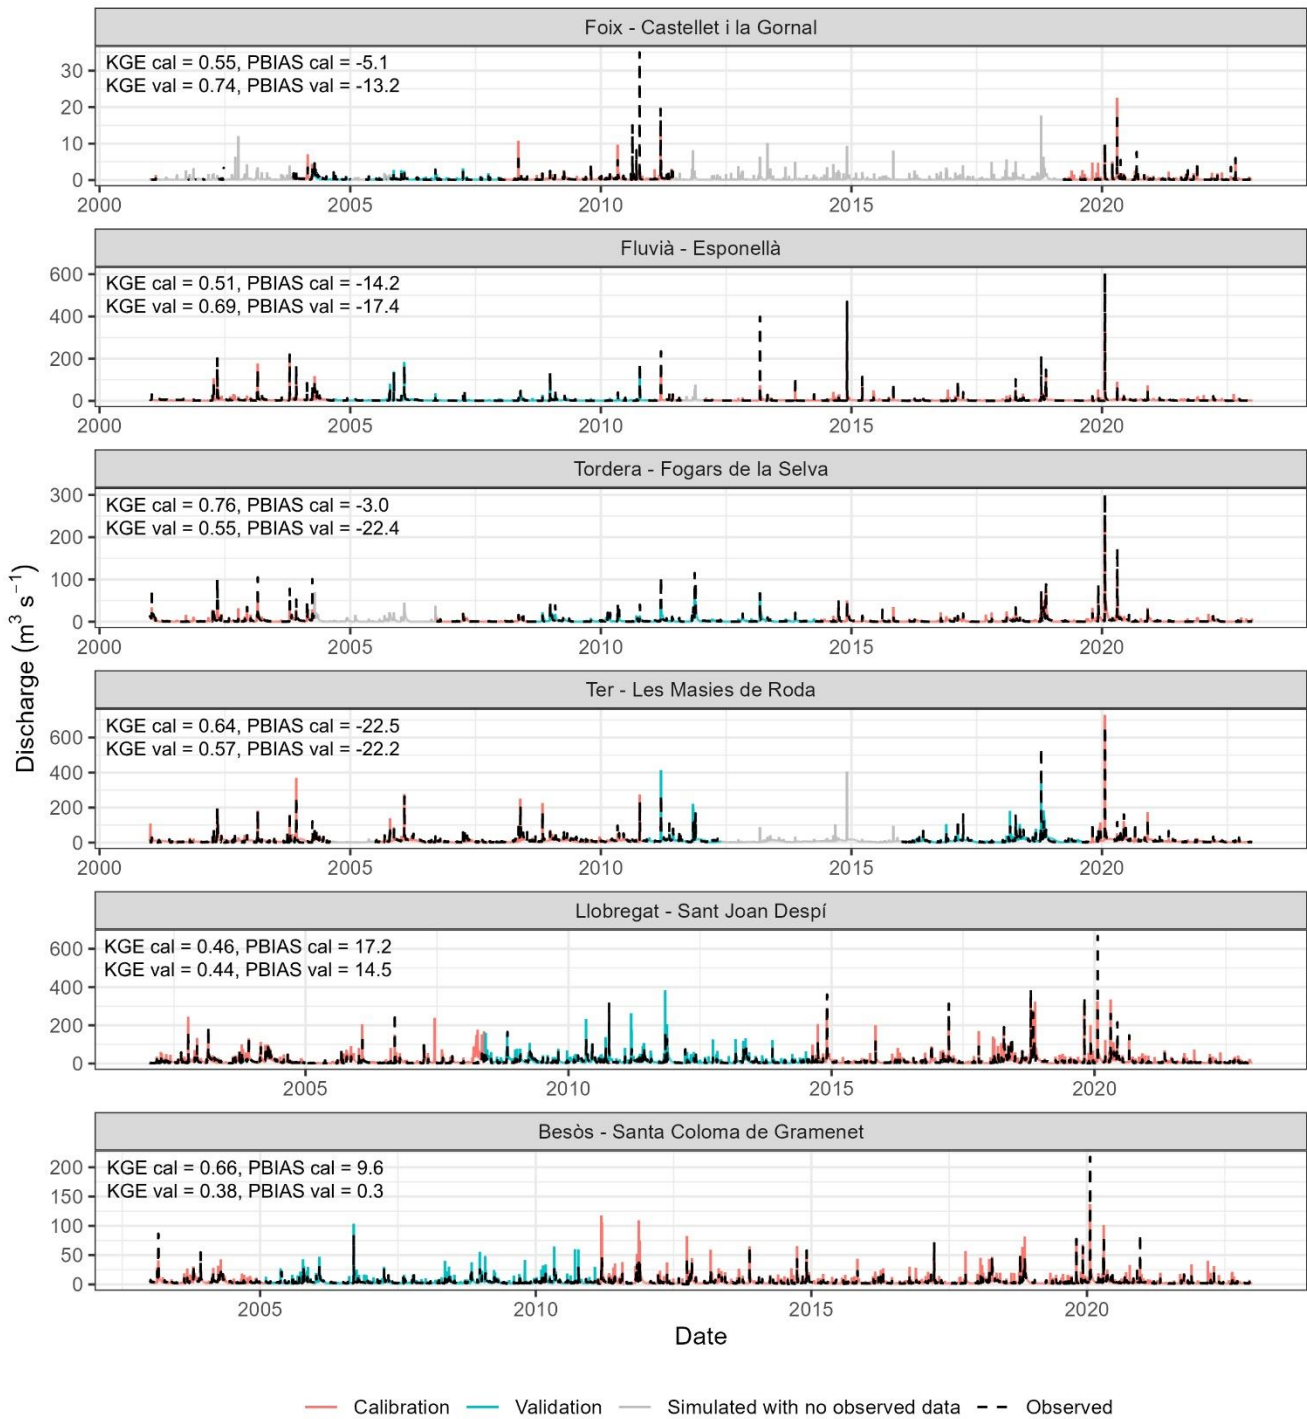 Foix - Castellet i la Gornal
KGE cal = 0.55, PBIAS cal = -5.1
KGE val = 0.74, PBIAS val = -13.2
30
20
10
0
2000 2005 2010 2015 2020
Fluvià - Esponellà
KGE cal = 0.51, PBIAS cal = -14.2
KGE val = 0.69, PBIAS val = -17.4
600
400
200
0
2000 2005 2010 2015 2020
Tordera - Fogars de la Selva
KGE cal = 0.76, PBIAS cal = -3.0
KGE val = 0.55, PBIAS val = -22.4
300
200
100
0
2000 2005 2010 2015 2020
Discharge (m³ s⁻¹)
Ter - Les Masies de Roda
KGE cal = 0.64, PBIAS cal = -22.5
KGE val = 0.57, PBIAS val = -22.2
600
400
200
0
2000 2005 2010 2015 2020
Llobregat - Sant Joan Despí
KGE cal = 0.46, PBIAS cal = 17.2
KGE val = 0.44, PBIAS val = 14.5
600
400
200
0
2005 2010 2015 2020
Besòs - Santa Coloma de Gramenet
KGE cal = 0.66, PBIAS cal = 9.6
KGE val = 0.38, PBIAS val = 0.3
200
150
100
50
0
2005 2010 2015 2020
Date
Calibration Validation Simulated with no observed data Observed